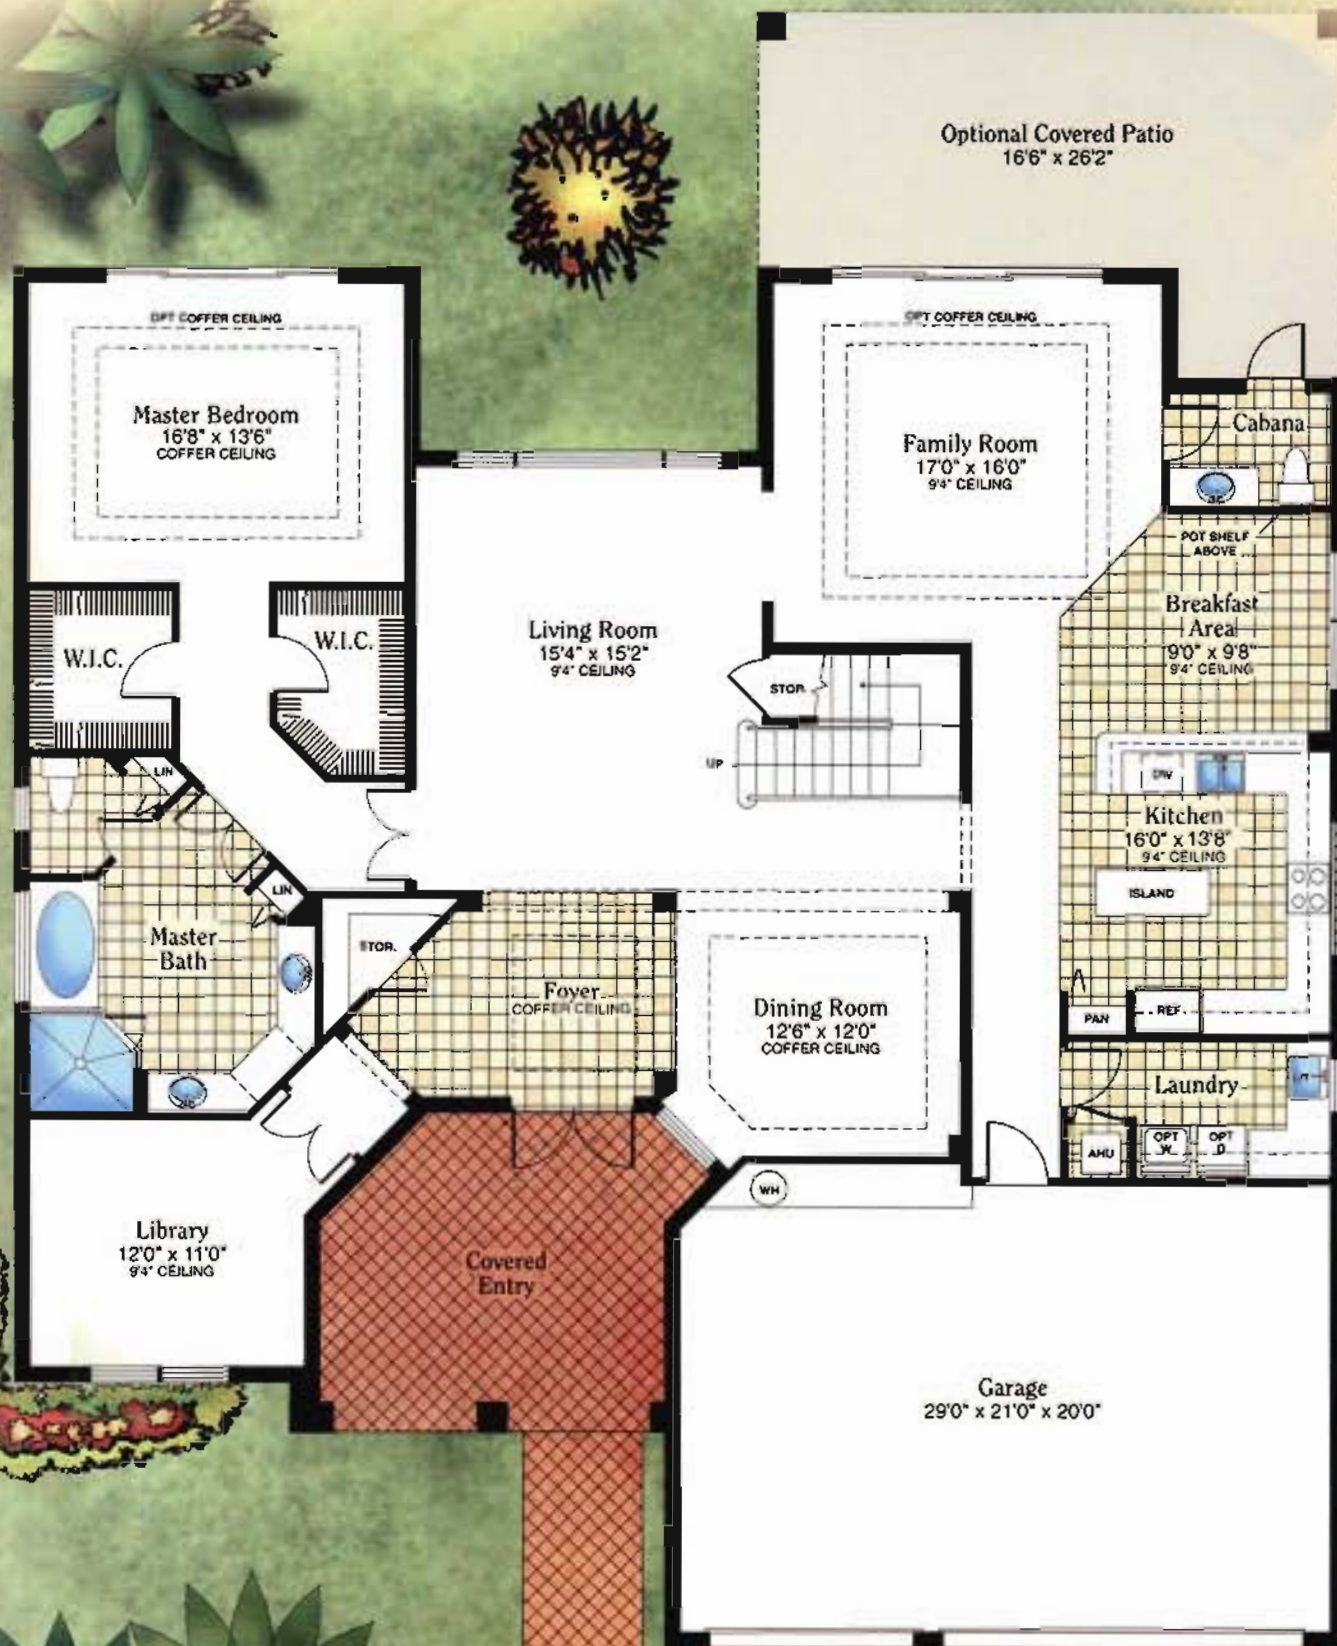 Optional Covered Patio
16'6" x 26'2"
OPT COFFER CEILING
Master Bedroom
16'8" x 13'6"
COFFER CEILING
OPT COFFER CEILING
Family Room
17'0" x 16'0"
9'4" CEILING
Cabana
POT SHELF
ABOVE
Breakfast
Area
9'0" x 9'8"
9'4" CEILING
W.I.C.
W.I.C.
Living Room
15'4" x 15'2"
9'4" CEILING
STOR.
UP
LIN
DW
Kitchen
16'0" x 13'8"
9'4" CEILING
ISLAND
LIN
Master
Bath
STOR.
Foyer
COFFER CEILING
Dining Room
12'6" x 12'0"
COFFER CEILING
PAN
REF
Laundry
AHU
OPT
W
OPT
D
WH
Library
12'0" x 11'0"
9'4" CEILING
Covered
Entry
Garage
29'0" x 21'0" x 20'0"